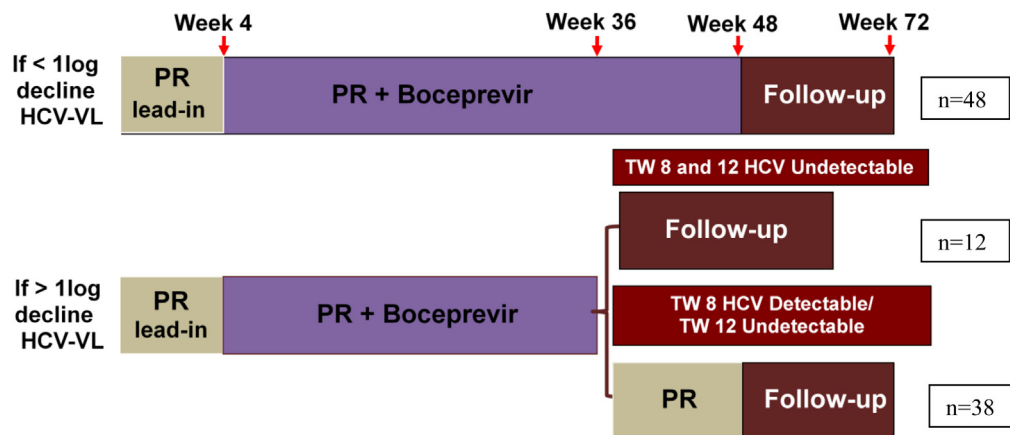 Week 4
Week 36
Week 48
Week 72
If < 1log
decline
HCV-VL
PR
lead-in
PR + Boceprevir
Follow-up
n=48
TW 8 and 12 HCV Undetectable
Follow-up
n=12
If > 1log
decline
HCV-VL
PR
lead-in
PR + Boceprevir
TW 8 HCV Detectable/
TW 12 Undetectable
PR
Follow-up
n=38